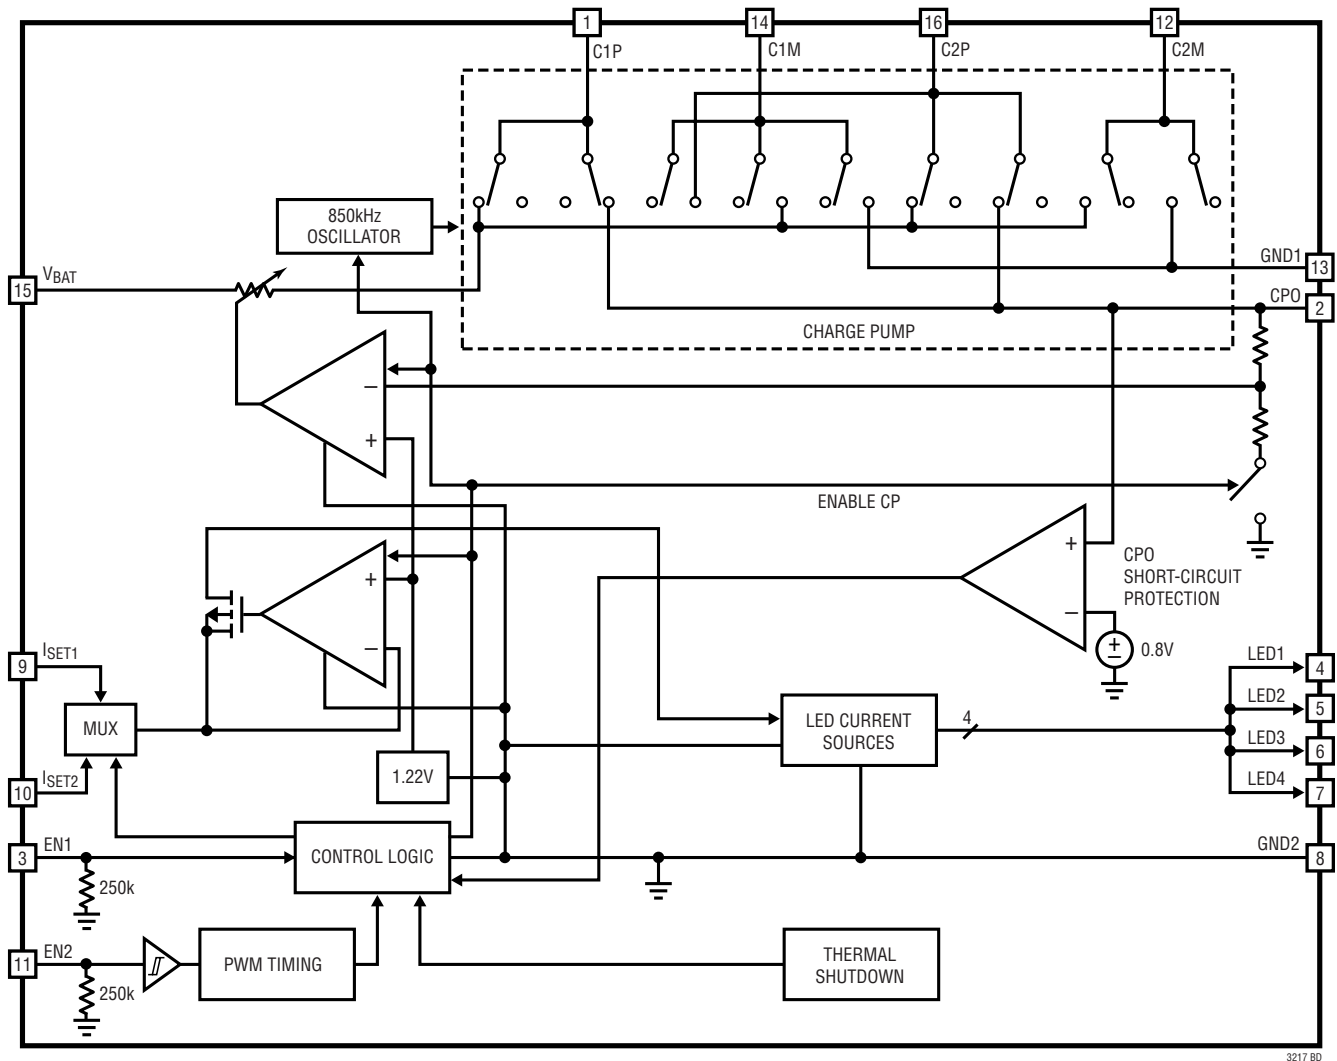 1
14
16
12
C1P
C1M
C2P
C2M
850kHz
OSCILLATOR
15
VBAT
GND1
13
CPO
2
CHARGE PUMP
–
+
ENABLE CP
+
–
+
–
CPO
SHORT-CIRCUIT
PROTECTION
+
–
0.8V
9
ISET1
MUX
10
ISET2
1.22V
LED CURRENT
SOURCES
4
LED1
4
LED2
5
LED3
6
LED4
7
3
EN1
250k
CONTROL LOGIC
GND2
8
11
EN2
250k
PWM TIMING
THERMAL
SHUTDOWN
3217 BD